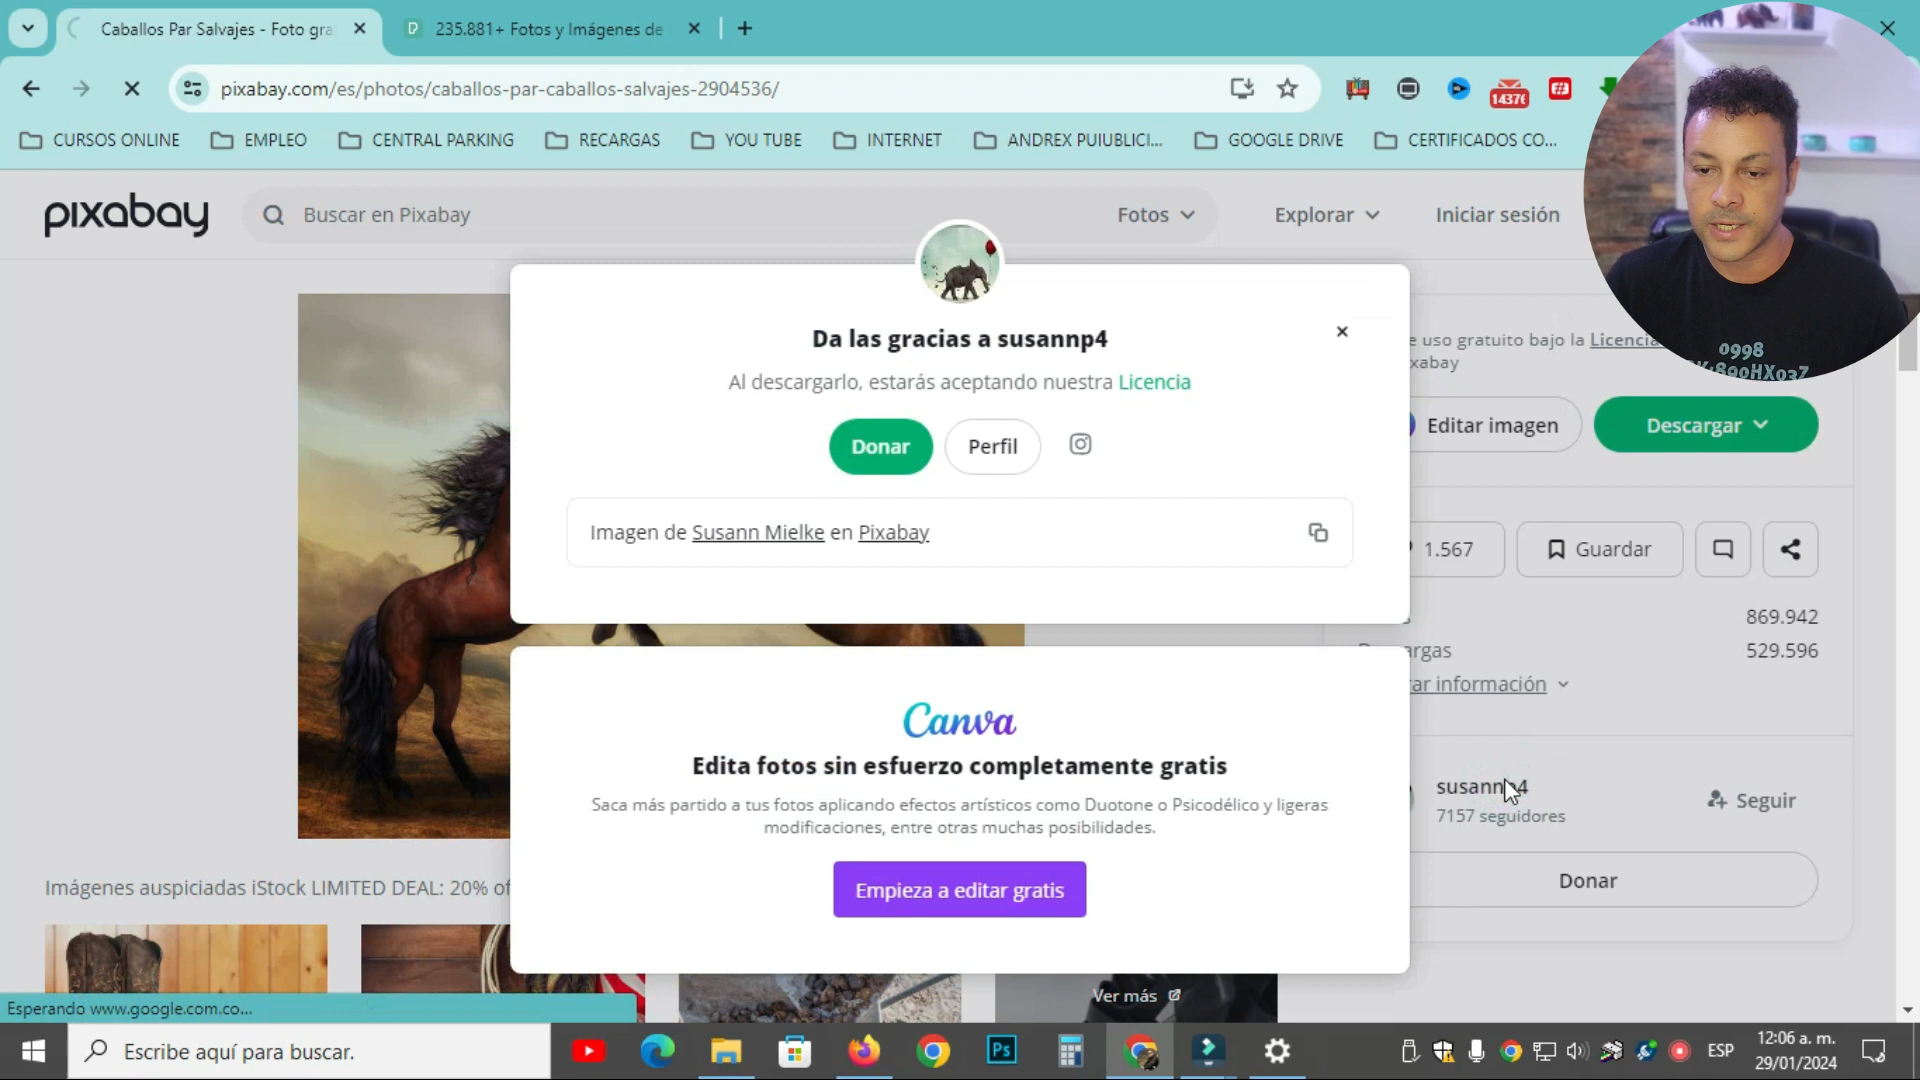 Caballos Par Salvajes - Foto gra
235.881+ Fotos y Imágenes de
pixabay.com/es/photos/caballos-par-caballos-salvajes-2904536/
1437
CURSOS ONLINE
EMPLEO
CENTRAL PARKING
RECARGAS
YOU TUBE
INTERNET
ANDREX PUIUBLICI...
GOOGLE DRIVE
CERTIFICADOS CO...
pixabay
Buscar en Pixabay
Fotos
Explorar
Iniciar sesión
0998
890HX03Z
e uso gratuito bajo la Licencia
xabay
Editar imagen
Descargar
Da las gracias a susannp4
Al descargarlo, estarás aceptando nuestra Licencia
Donar
Perfil
Imagen de Susann Mielke en Pixabay
1.567
Guardar
869.942
argas
529.596
rar información
Canva
Edita fotos sin esfuerzo completamente gratis
Saca más partido a tus fotos aplicando efectos artísticos como Duotone o Psicodélico y ligeras
modificaciones, entre otras muchas posibilidades.
Empieza a editar gratis
susannp4
7157 seguidores
Seguir
Donar
Imágenes auspiciadas iStock LIMITED DEAL: 20% of
Ver más
Esperando www.google.com.co...
Escribe aquí para buscar.
Ps
ESP
12:06 a. m.
29/01/2024